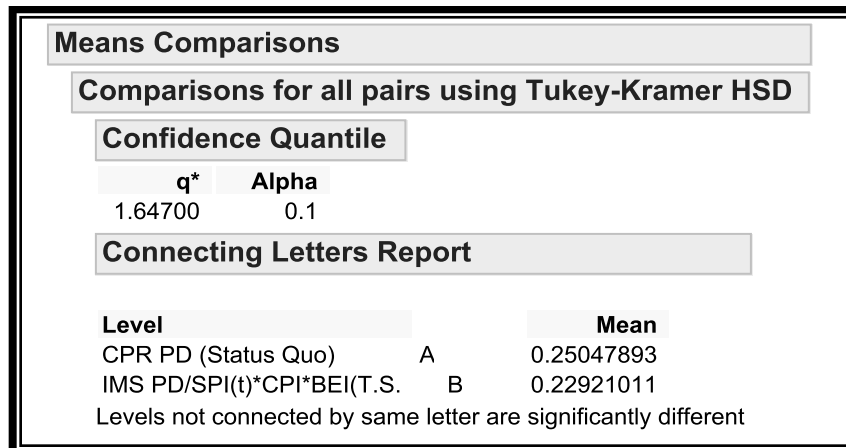 Means Comparisons
Comparisons for all pairs using Tukey-Kramer HSD
Confidence Quantile
q* Alpha
1.64700 0.1
Connecting Letters Report
Level Mean
CPR PD (Status Quo) A 0.25047893
IMS PD/SPI(t)*CPI*BEI(T.S. B 0.22921011
Levels not connected by same letter are significantly different